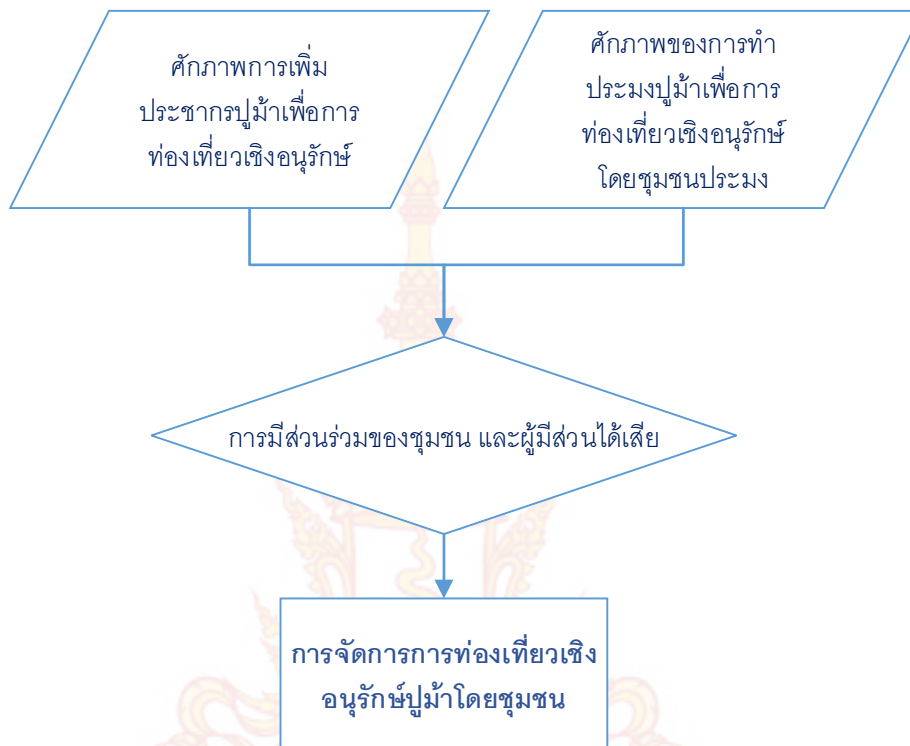 ศักภาพการเพิ่ม
ประชากรปูม้าเพื่อการ
ท่องเที่ยวเชิงอนุรักษ์
ศักภาพของการทำ
ประมงปูม้าเพื่อการ
ท่องเที่ยวเชิงอนุรักษ์
โดยชุมชนประมง
การมีส่วนร่วมของชุมชน และผู้มีส่วนได้เสีย
การจัดการการท่องเที่ยวเชิง
อนุรักษ์ปูม้าโดยชุมชน